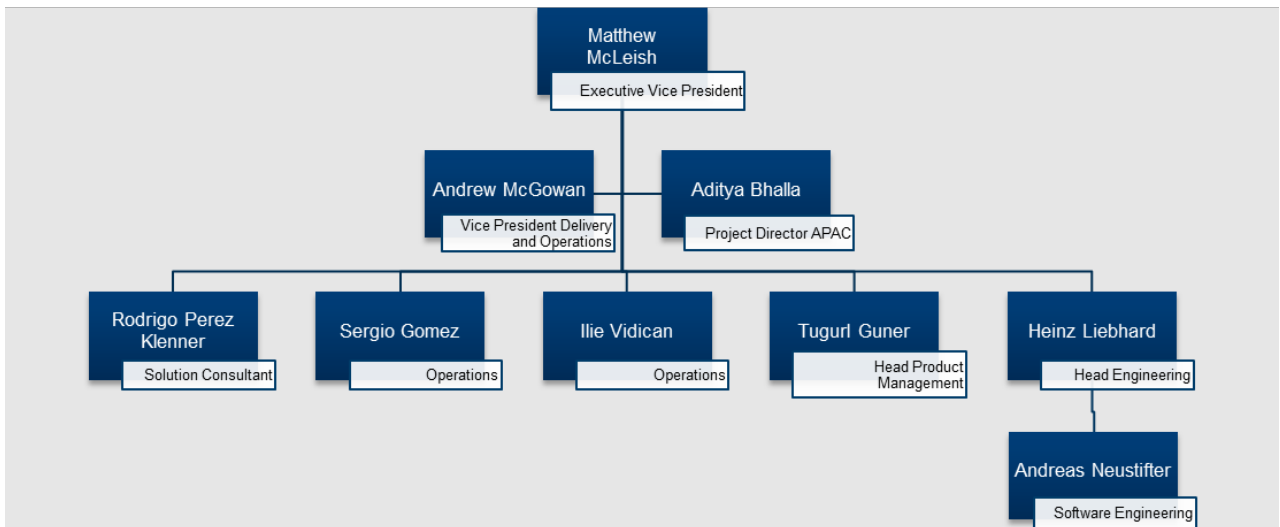 Matthew
McLeish
Executive Vice President
Andrew McGowan
Vice President Delivery
and Operations
Aditya Bhalla
Project Director APAC
Rodrigo Perez
Klenner
Solution Consultant
Sergio Gomez
Operations
Ilie Vidican
Operations
Tugurl Guner
Head Product
Management
Heinz Liebhard
Head Engineering
Andreas Neustifter
Software Engineering